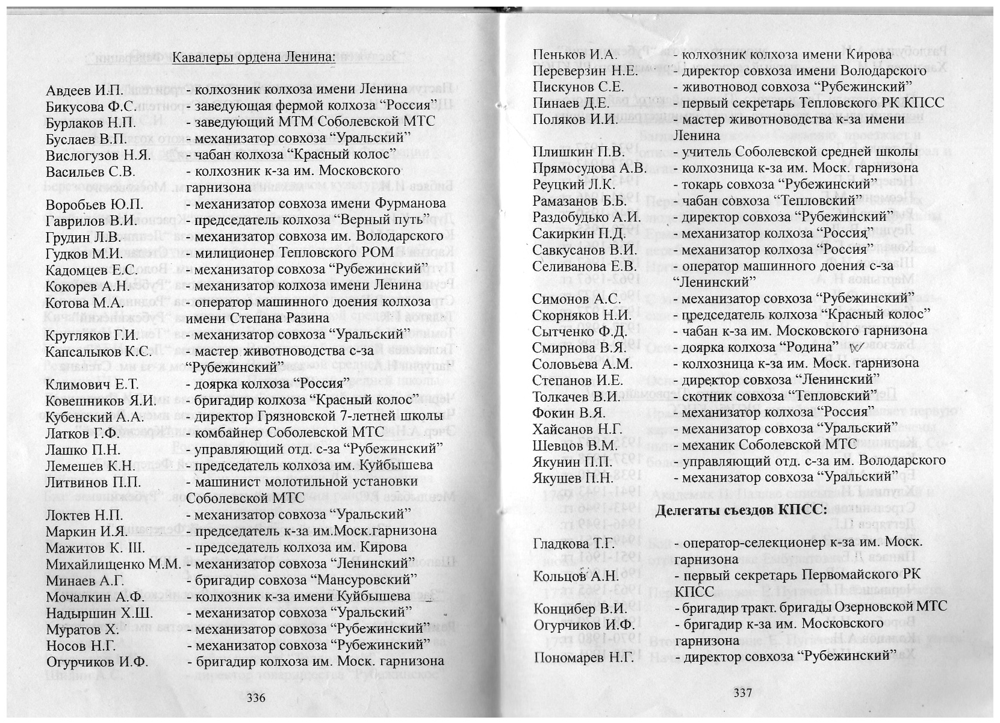 Кавалеры ордена Ленина:
Авдеев И.П. - колхозник колхоза имени Ленина
Бикусова Ф.С. - заведующая фермой колхоза “Россия”
Бурлаков Н.П. - заведующий МТМ Соболевской МТС
Буслаев В.П. - механизатор совхоза “Уральский”
Вислогузов Н.Я. - чабан колхоза “Красный колос”
Васильев С.В. - колхозник к-за им. Московского
гарнизона
Воробьев Ю.П. - механизатор совхоза имени Фурманова
Гаврилов В.И. - председатель колхоза “Верный путь”
Грудин Л.В. - механизатор совхоза им. Володарского
Гудков М.И. - милиционер Тепловского РОМ
Кадомцев Е.С. - механизатор совхоза “Рубежинский”
Кокорев А.Н. - механизатор колхоза имени Ленина
Котова М.А. - оператор машинного доения колхоза
имени Степана Разина
Кругляков Г.И. - механизатор совхоза “Уральский”
Капсалыков К.С. - мастер животноводства с-за
“Рубежинский”
Климович Е.Т. - доярка колхоза “Россия”
Ковешников Я.И. - бригадир колхоза “Красный колос”
Кубенский А.А. - директор Грязновской 7-летней школы
Латков Г.Ф. - комбайнер Соболевской МТС
Лашко П.Н. - управляющий отд. с-за “Рубежинский”
Лемешев К.Н. - председатель колхоза им. Куйбышева
Литвинов П.П. - машинист молотильной установки
Соболевской МТС
Локтев Н.П. - механизатор совхоза “Уральский”
Маркин И.Я. - председатель к-за им.Моск.гарнизона
Мажитов К. Ш. - председатель колхоза им. Кирова
Михайлищенко М.М. - механизатор совхоза “Ленинский”
Минаев А.Г. - бригадир совхоза “Мансуровский”
Мочалкин А.Ф. - колхозник к-за имени Куйбышева
Надыршин Х.Ш. - механизатор совхоза “Уральский”
Муратов Х. - механизатор совхоза “Рубежинский”
Носов Н.Г. - механизатор совхоза “Рубежинский”
Огурчиков И.Ф. - бригадир колхоза им. Моск. гарнизона
336
Пеньков И.А. - колхозник колхоза имени Кирова
Переверзин Н.Е. - директор совхоза имени Володарского
Пискунов С.Е. - животновод совхоза “Рубежинский”
Пинаев Д.Е. - первый секретарь Тепловского РК КПСС
Поляков И.И. - мастер животноводства к-за имени
Ленина
Плишкин П.В. - учитель Соболевской средней школы
Прямосудова А.В. - колхозница к-за им. Моск. гарнизона
Реуцкий Л.К. - токарь совхоза “Рубежинский”
Рамазанов Б.Б. - чабан совхоза “Тепловский”
Раздобудько А.И. - директор совхоза “Рубежинский”
Сакиркин П.Д. - механизатор колхоза “Россия”
Савкусанов В.И. - механизатор колхоза “Россия”
Селиванова Е.В. - оператор машинного доения с-за
“Ленинский”
Симонов А.С. - механизатор совхоза “Рубежинский”
Скорняков Н.И. - председатель колхоза “Красный колос”
Сытченко Ф.Д. - чабан к-за им. Московского гарнизона
Смирнова В.Я. - доярка колхоза “Родина”
Соловьева А.М. - колхозница к-за им. Моск. гарнизона
Степанов И.Е. - директор совхоза “Ленинский”
Толкачев В.И. - скотник совхоза “Тепловский”
Фокин В.Я. - механизатор колхоза “Россия”
Хайсанов Н.Г. - механизатор совхоза “Уральский”
Шевцов В.М. - механик Соболевской МТС
Якунин П.П. - управляющий отд. с-за им. Володарского
Якушев П.Н. - механизатор совхоза “Уральский”
Делегаты съездов КПСС:
Гладкова Т.Г. - оператор-селекционер к-за им. Моск.
гарнизона
Кольцов А.Н. - первый секретарь Первомайского РК
КПСС
Концибер В.И. - бригадир тракт. бригады Озерновской МТС
Огурчиков И.Ф. - бригадир к-за им. Московского
гарнизона
Пономарев Н.Г. - директор совхоза “Рубежинский”
337